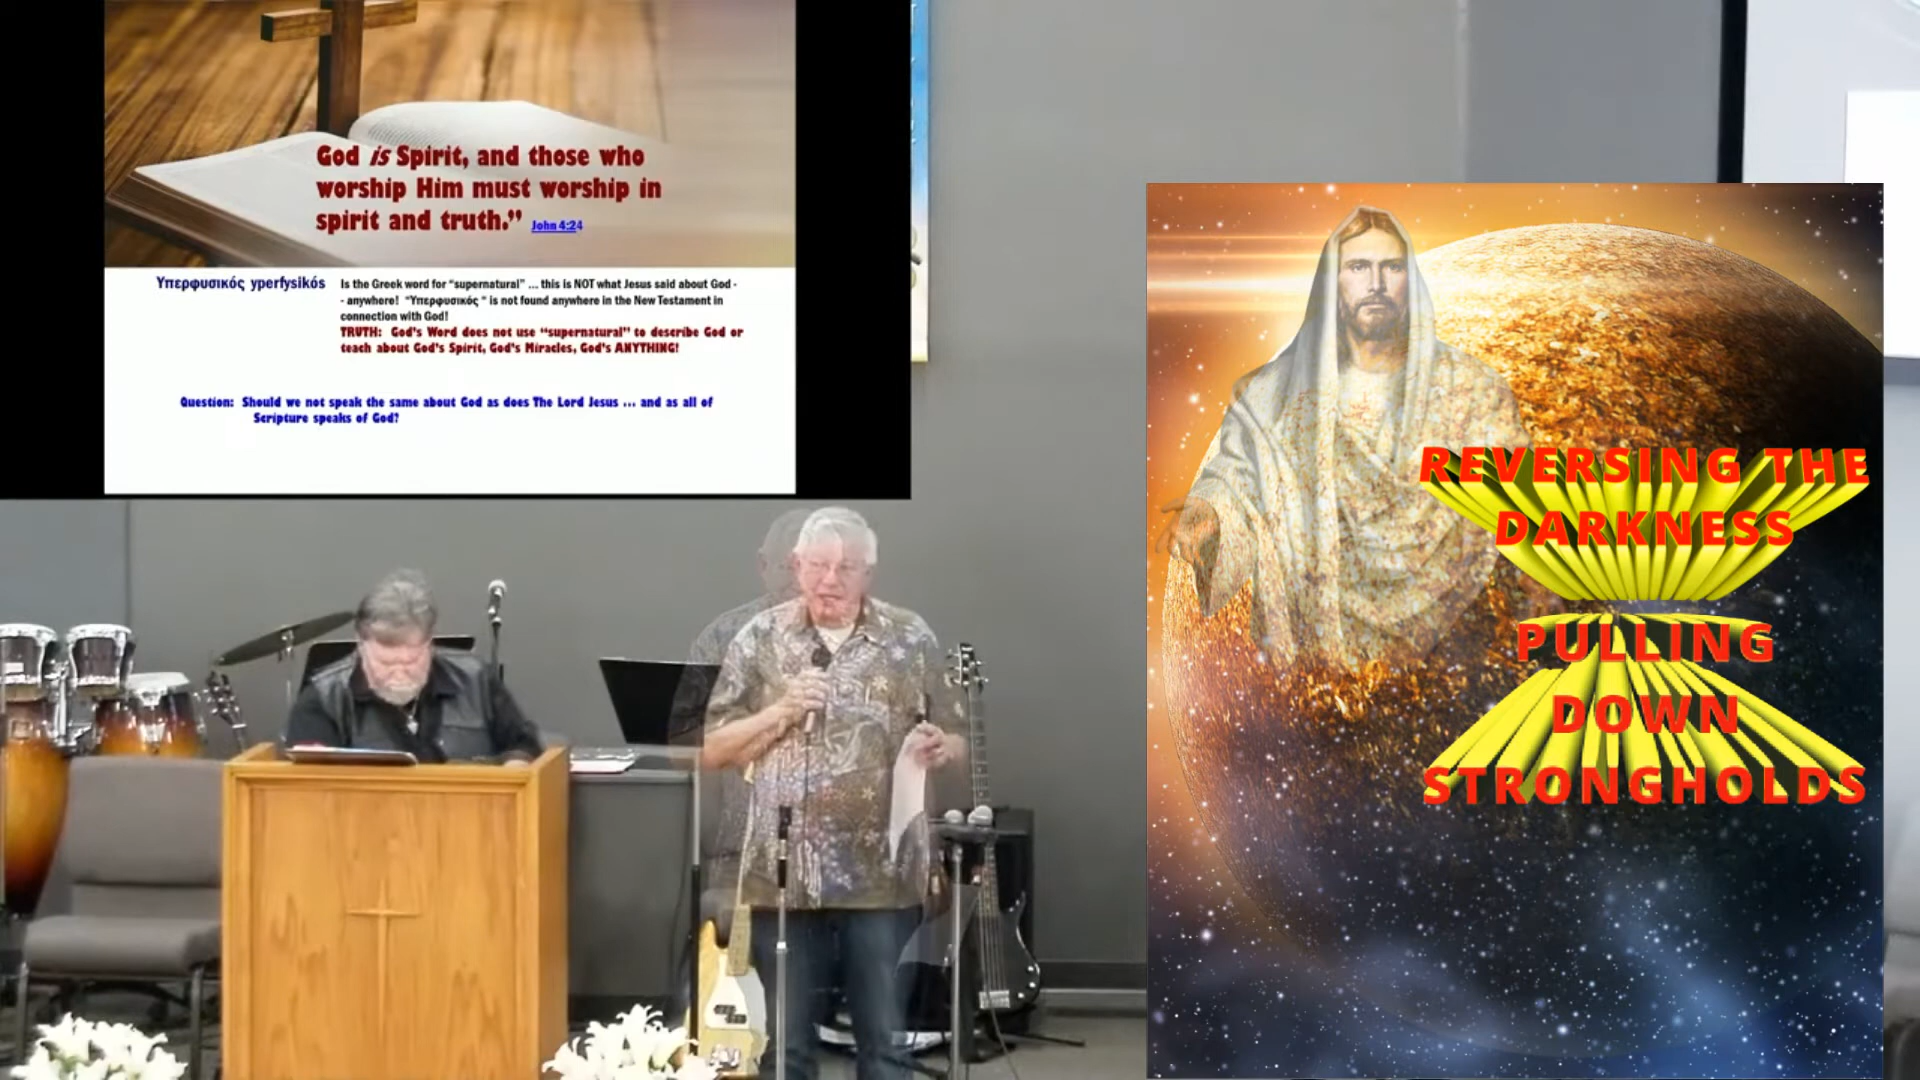 God is Spirit, and those who
worship Him must worship in
spirit and truth.” John 4:24
Υπερφυσικός yperfysikós
Is the Greek word for “supernatural” ... this is NOT what Jesus said about God -
- anywhere! “Υπερφυσικός “ is not found anywhere in the New Testament in
connection with God!
TRUTH: God's Word does not use “supernatural” to describe God or
teach about God's Spirit, God's Miracles, God's ANYTHING!
Question: Should we not speak the same about God as does The Lord Jesus ... and as all of
Scripture speaks of God?
REVERSING THE
DARKNESS
PULLING
DOWN
STRONGHOLDS